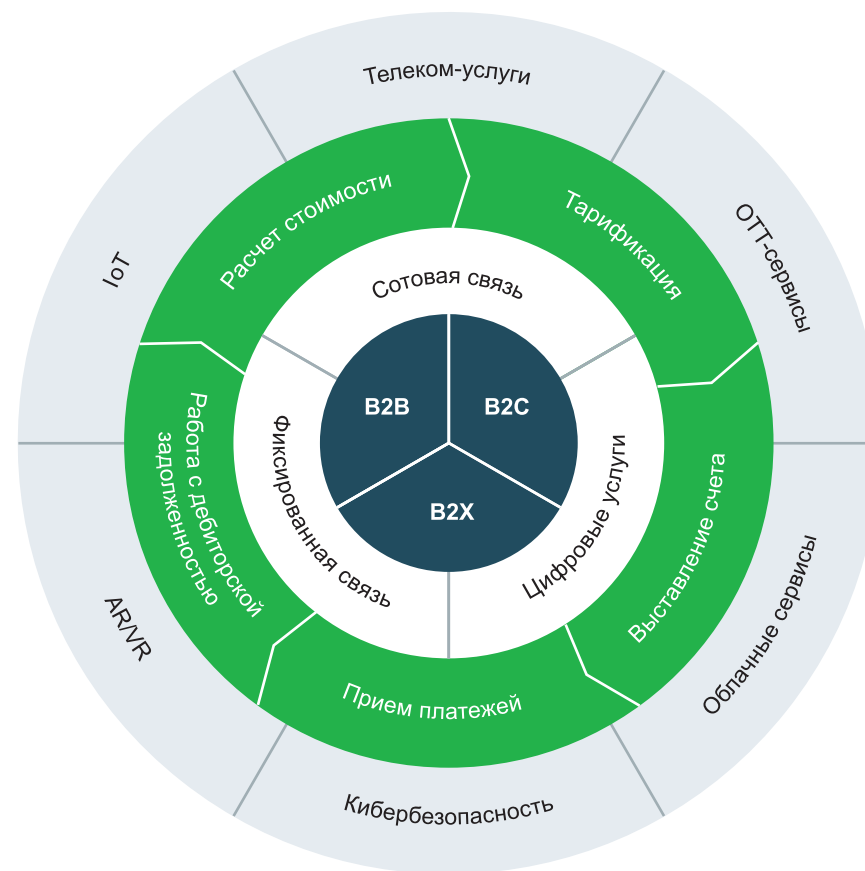 Телеком-услуги
ОТТ-сервисы
Облачные сервисы
Кибербезопасность
AR/VR
IoT
Расчет стоимости
Тарификация
Выставление счета
Прием платежей
Работа с дебиторской
задолженностью
Сотовая связь
Цифровые услуги
Фиксированная связь
B2B
B2C
B2X